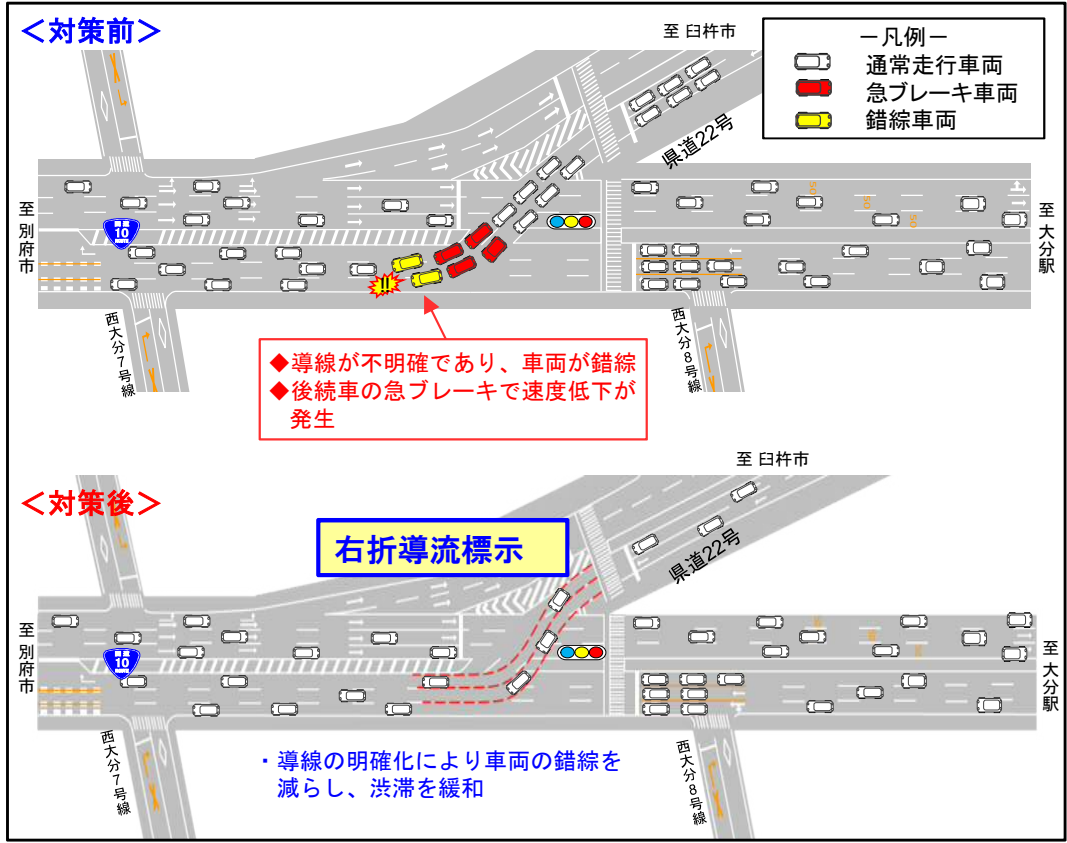 ＜対策前＞
至 臼杵市
－凡例－
通常走行車両
急ブレーキ車両
錯綜車両
県道22号
至 別府市
10
50
50
50
至 大分駅
!!
西大分7号線
西大分8号線
◆導線が不明確であり、車両が錯綜
◆後続車の急ブレーキで速度低下が
発生
至 臼杵市
＜対策後＞
右折導流標示
県道22号
至 別府市
10
50
50
50
至 大分駅
西大分7号線
西大分8号線
・導線の明確化により車両の錯綜を
減らし、渋滞を緩和